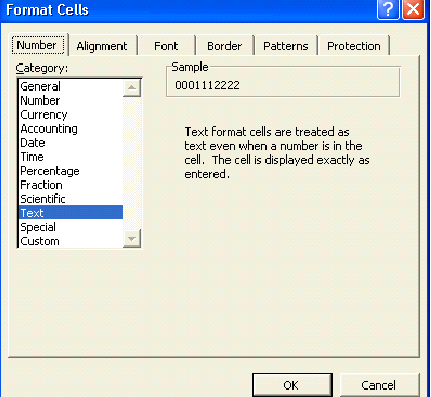 Format Cells
Number Alignment Font Border Patterns Protection
Category:
General
Number
Currency
Accounting
Date
Time
Percentage
Fraction
Scientific
Text
Special
Custom
Sample
0001112222
Text format cells are treated as
text even when a number is in the
cell. The cell is displayed exactly as
entered.
OK Cancel